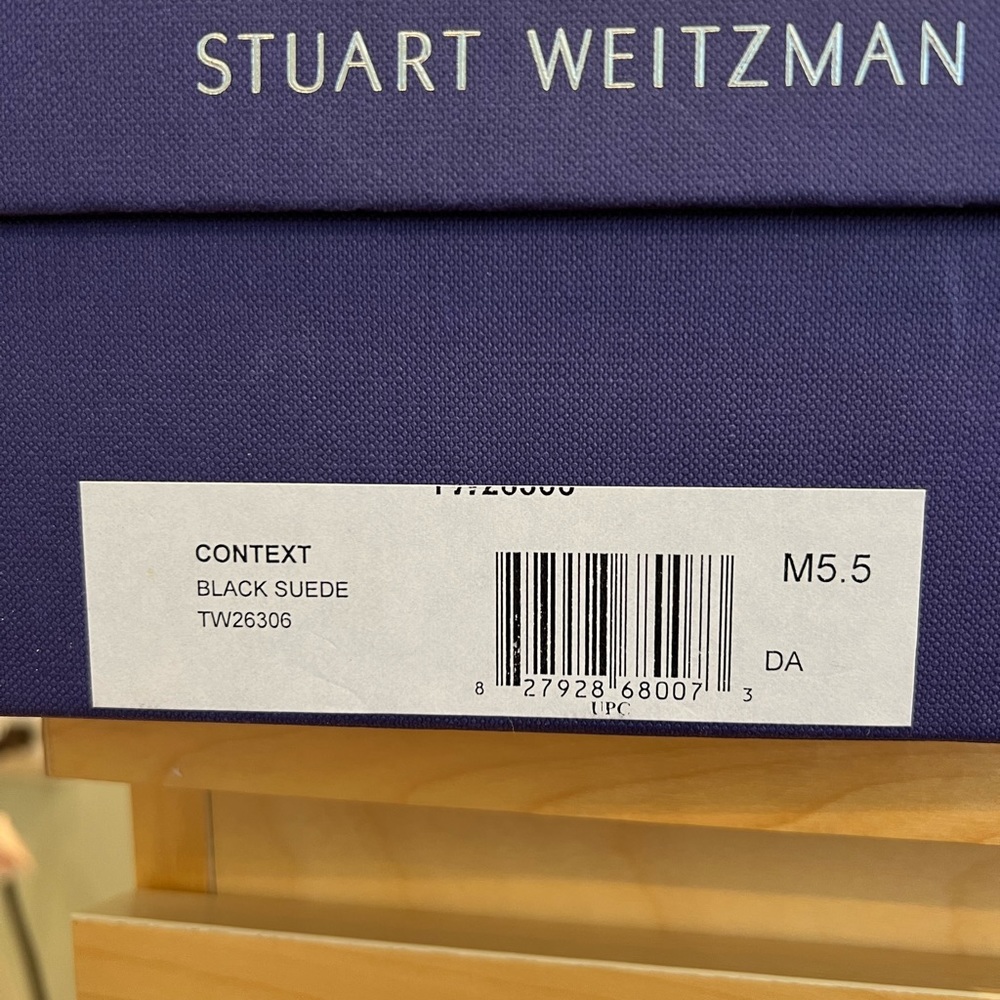 STUART WEITZMAN
CONTEXT
BLACK SUEDE
TW26306
M5.5
DA
8 27928 68007 3
UPC